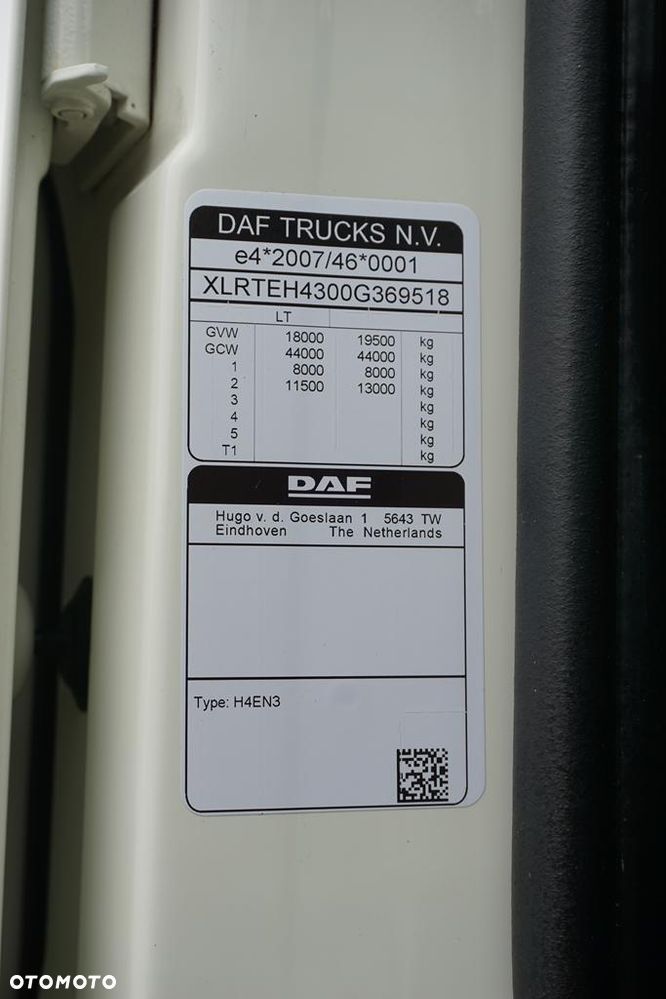 DAF TRUCKS N.V.
e4*2007/46*0001
XLRTEH4300G369518
LT
GVW 18000 19500 kg
GCW 44000 44000 kg
1 8000 8000 kg
2 11500 13000 kg
3 kg
4 kg
5 kg
T1 kg
DAF
Hugo v. d. Goeslaan 1 5643 TW
Eindhoven The Netherlands
Type: H4EN3
OTOMOTO